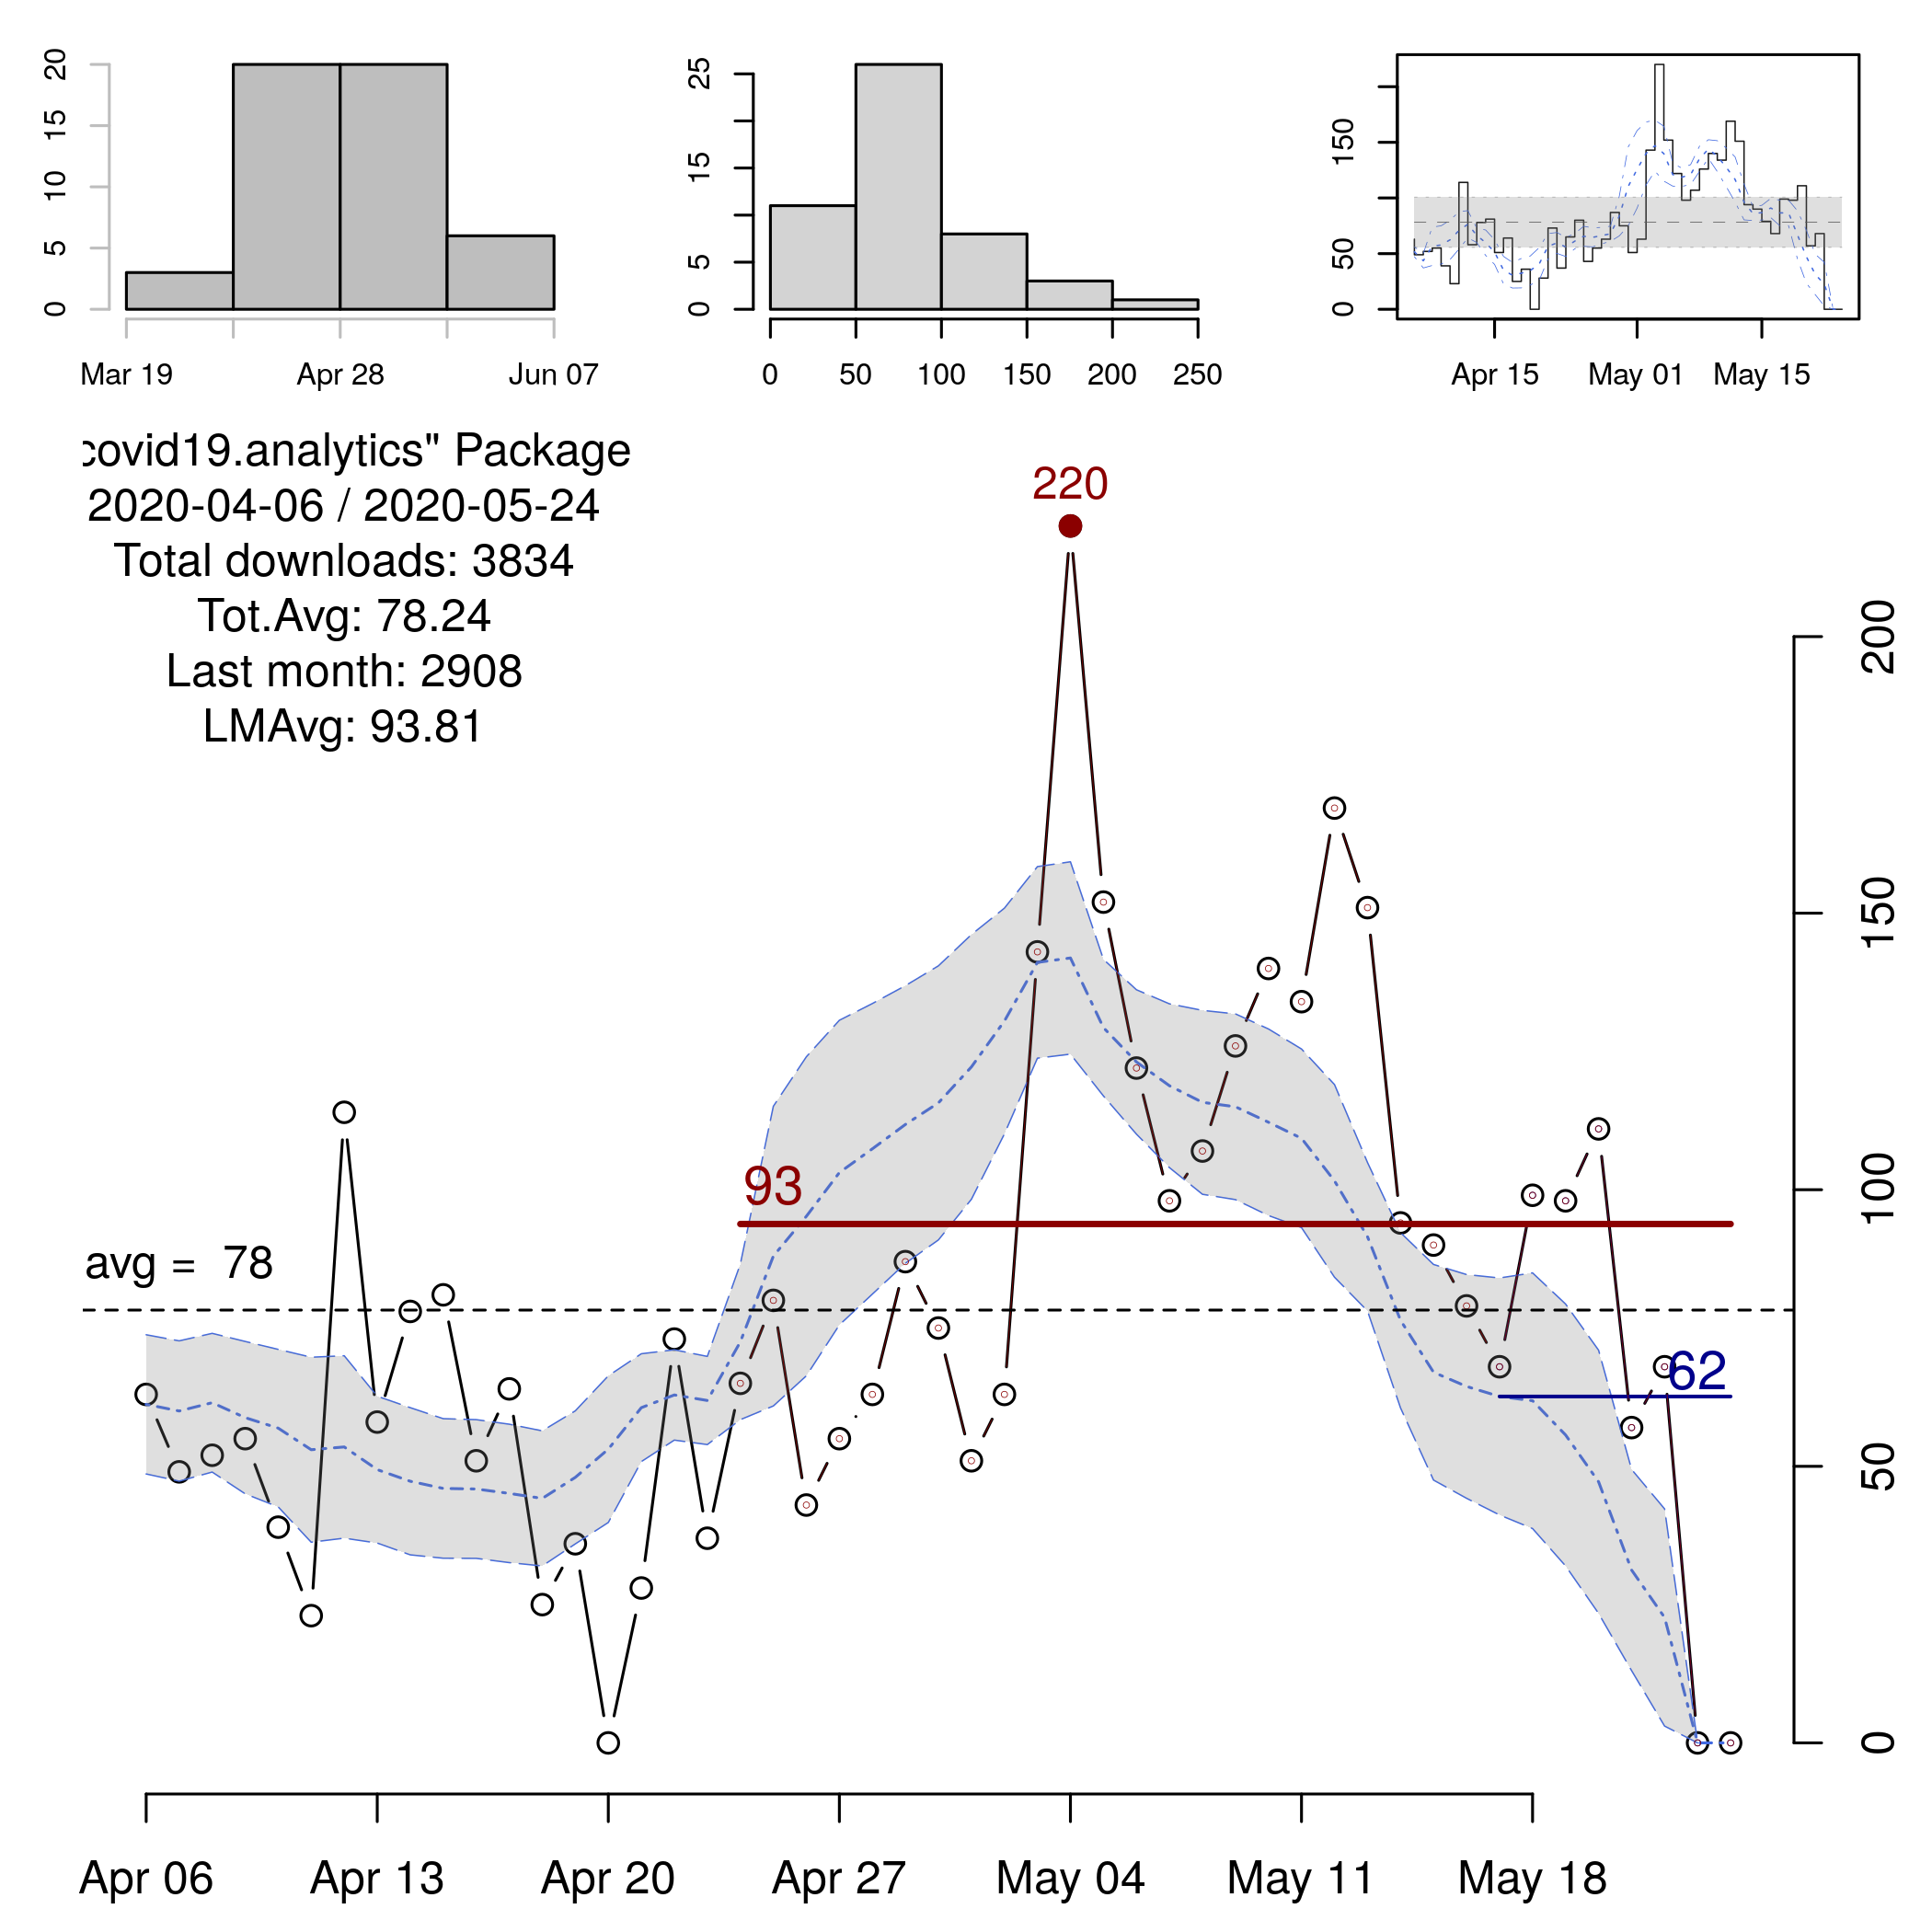 20
15
10
5
0
Mar 19 Apr 28 Jun 07
25
15
5
0
0 50 100 150 200 250
150
50
0
Apr 15 May 01 May 15
covid19.analytics" Package
2020-04-06 / 2020-05-24
Total downloads: 3834
Tot.Avg: 78.24
Last month: 2908
LMAvg: 93.81
220
93
avg = 78
62
200
150
100
50
0
Apr 06 Apr 13 Apr 20 Apr 27 May 04 May 11 May 18